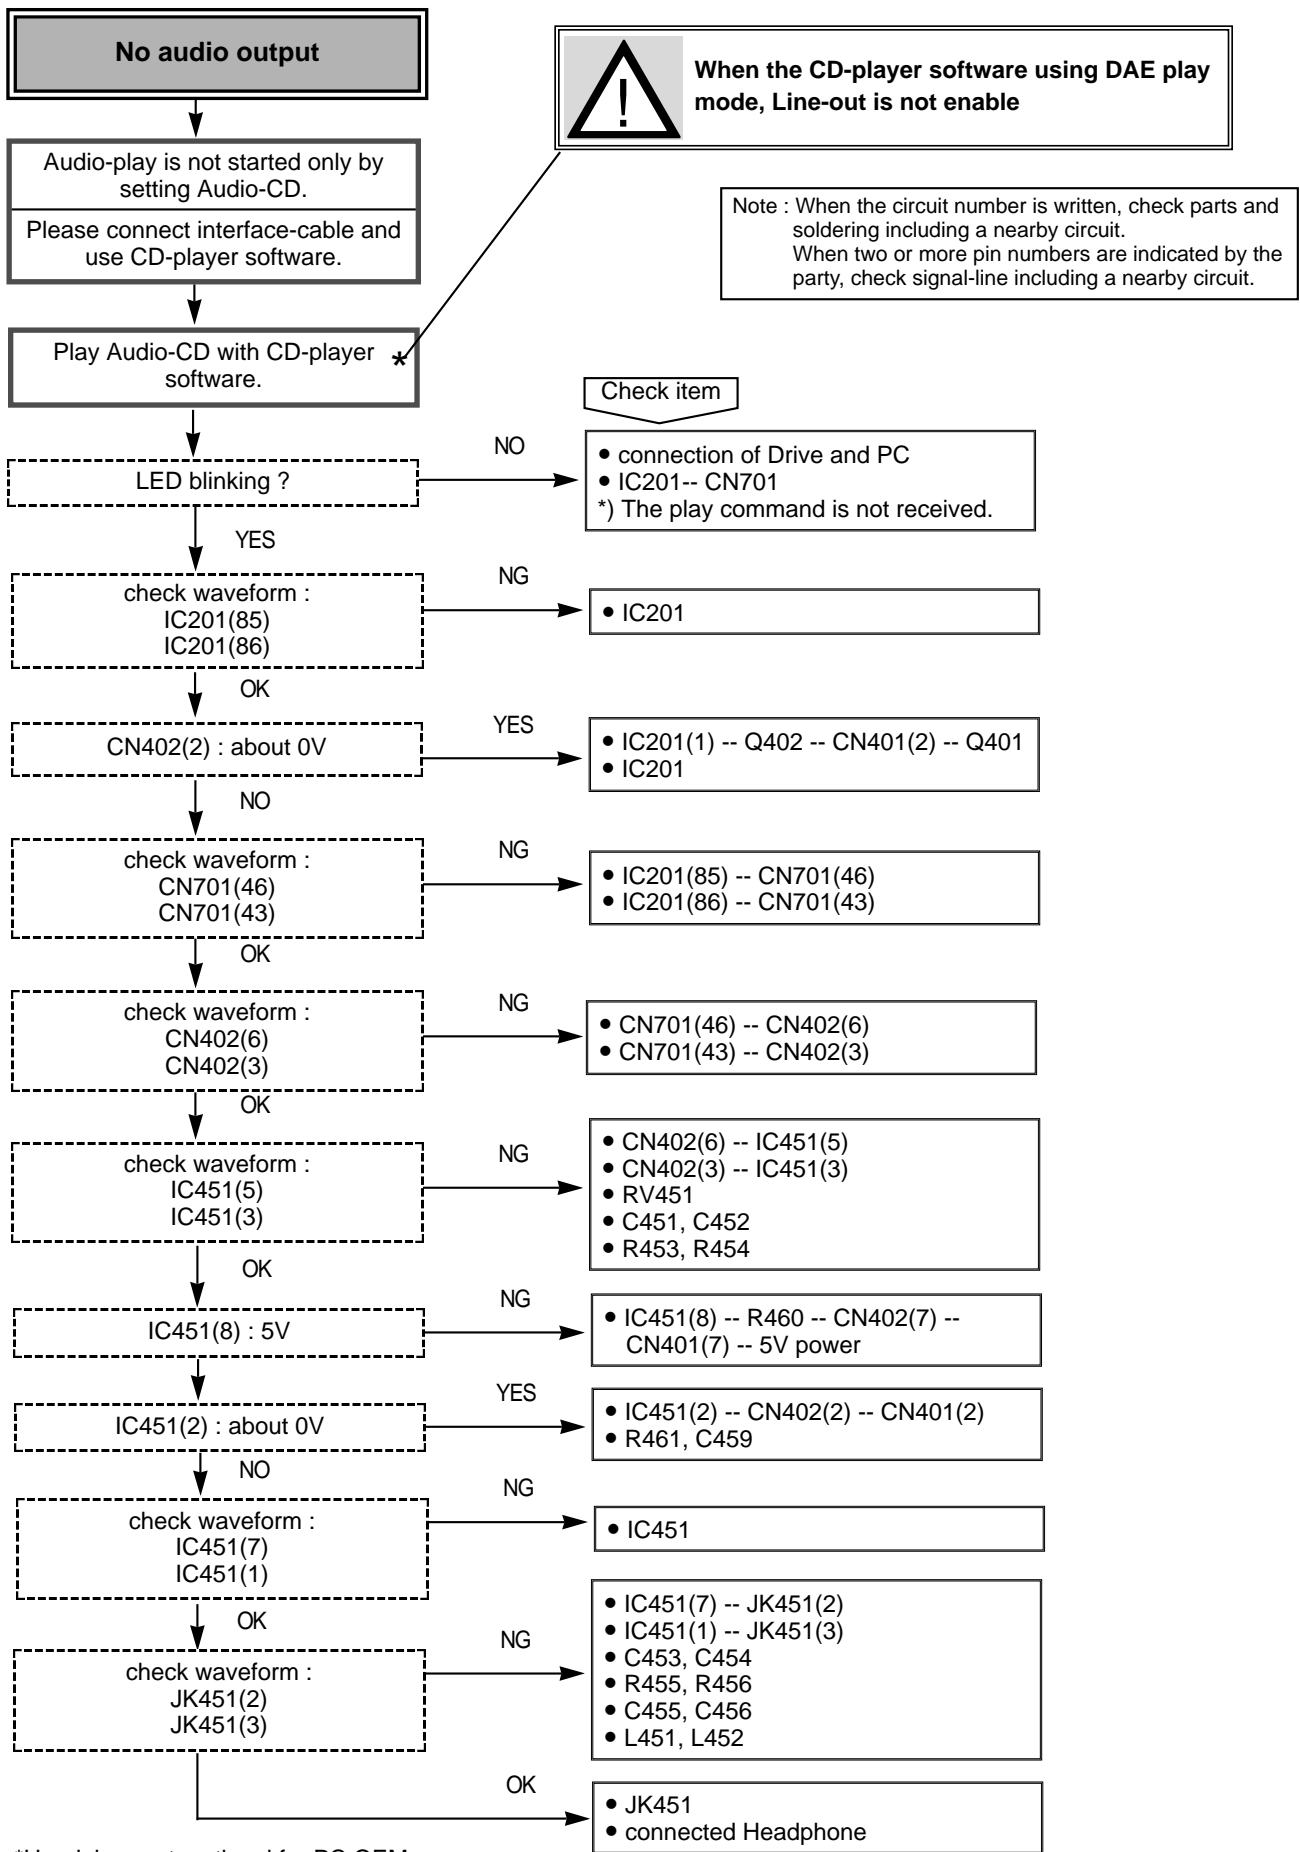 No audio output
When the CD-player software using DAE play
mode, Line-out is not enable
Audio-play is not started only by
setting Audio-CD.
Please connect interface-cable and
use CD-player software.
Note : When the circuit number is written, check parts and
soldering including a nearby circuit.
When two or more pin numbers are indicated by the
party, check signal-line including a nearby circuit.
Play Audio-CD with CD-player *
software.
Check item
LED blinking ?
NO
• connection of Drive and PC
• IC201-- CN701
*) The play command is not received.
YES
check waveform :
IC201(85)
IC201(86)
NG
• IC201
OK
CN402(2) : about 0V
YES
• IC201(1) -- Q402 -- CN401(2) -- Q401
• IC201
NO
check waveform :
CN701(46)
CN701(43)
NG
• IC201(85) -- CN701(46)
• IC201(86) -- CN701(43)
OK
check waveform :
CN402(6)
CN402(3)
NG
• CN701(46) -- CN402(6)
• CN701(43) -- CN402(3)
OK
check waveform :
IC451(5)
IC451(3)
NG
• CN402(6) -- IC451(5)
• CN402(3) -- IC451(3)
• RV451
• C451, C452
• R453, R454
OK
IC451(8) : 5V
NG
• IC451(8) -- R460 -- CN402(7) --
CN401(7) -- 5V power
IC451(2) : about 0V
YES
• IC451(2) -- CN402(2) -- CN401(2)
• R461, C459
NO
check waveform :
IC451(7)
IC451(1)
NG
• IC451
OK
check waveform :
JK451(2)
JK451(3)
NG
• IC451(7) -- JK451(2)
• IC451(1) -- JK451(3)
• C453, C454
• R455, R456
• C455, C456
• L451, L452
OK
• JK451
• connected Headphone